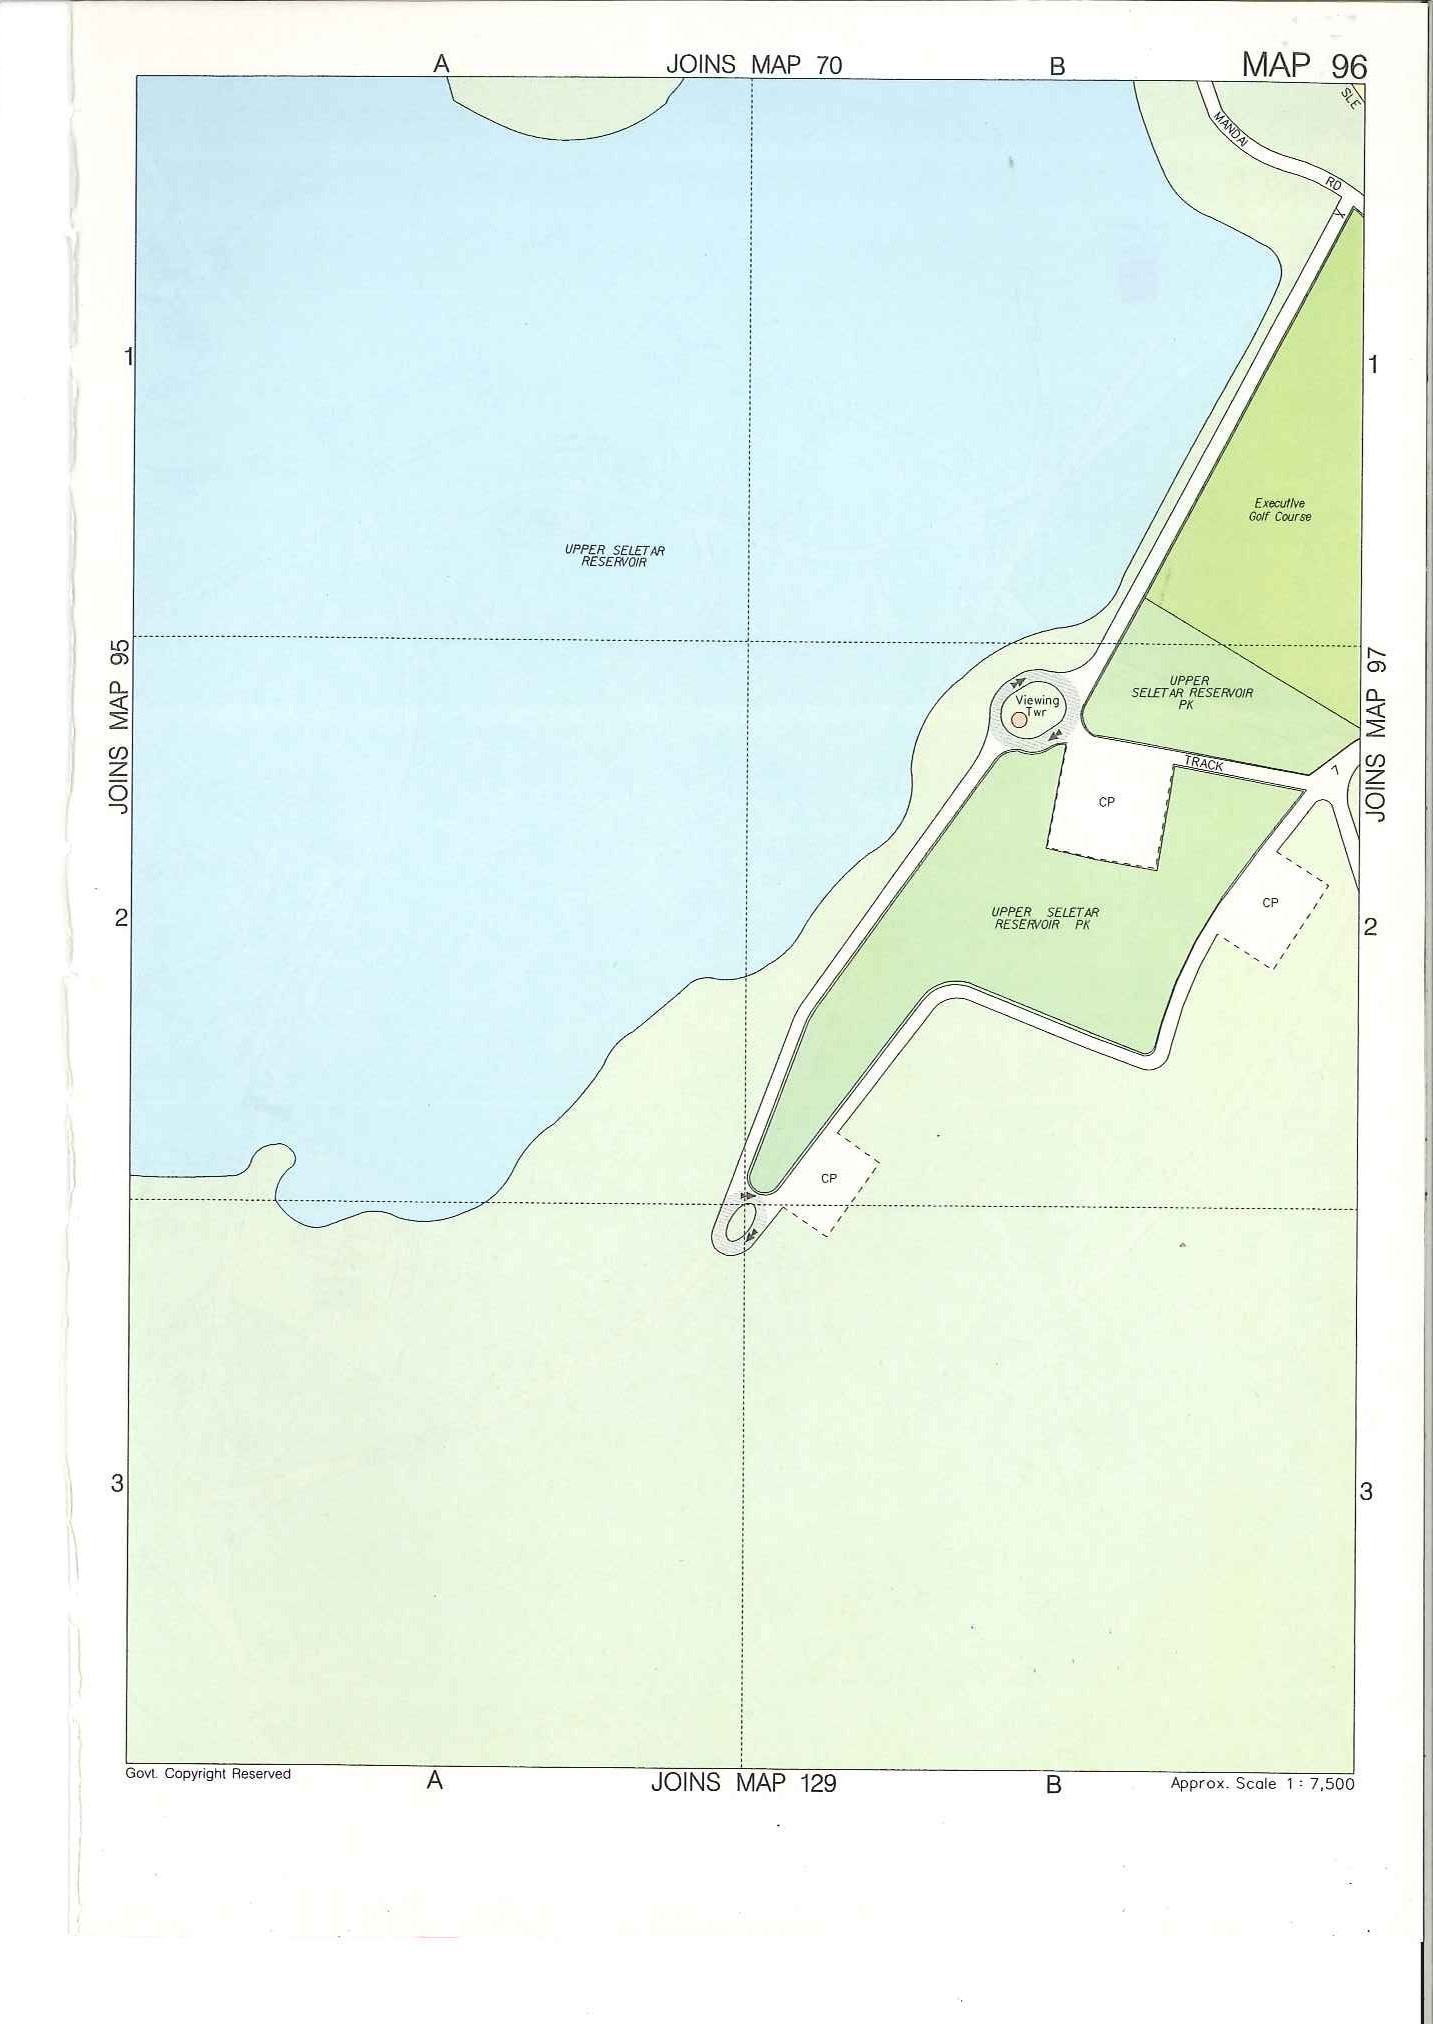 A
JOINS MAP 70
B
MAP 96
SLE
MANDAI
RD
1
1
Executive
Golf Course
UPPER SELETAR
RESERVOIR
JOINS MAP 95
JOINS MAP 97
UPPER
SELETAR RESERVOIR
PK
Viewing
Twr
TRACK
7
CP
CP
2
2
UPPER SELETAR
RESERVOIR PK
CP
3
3
Govt. Copyright Reserved
A
JOINS MAP 129
B
Approx. Scale 1 : 7,500